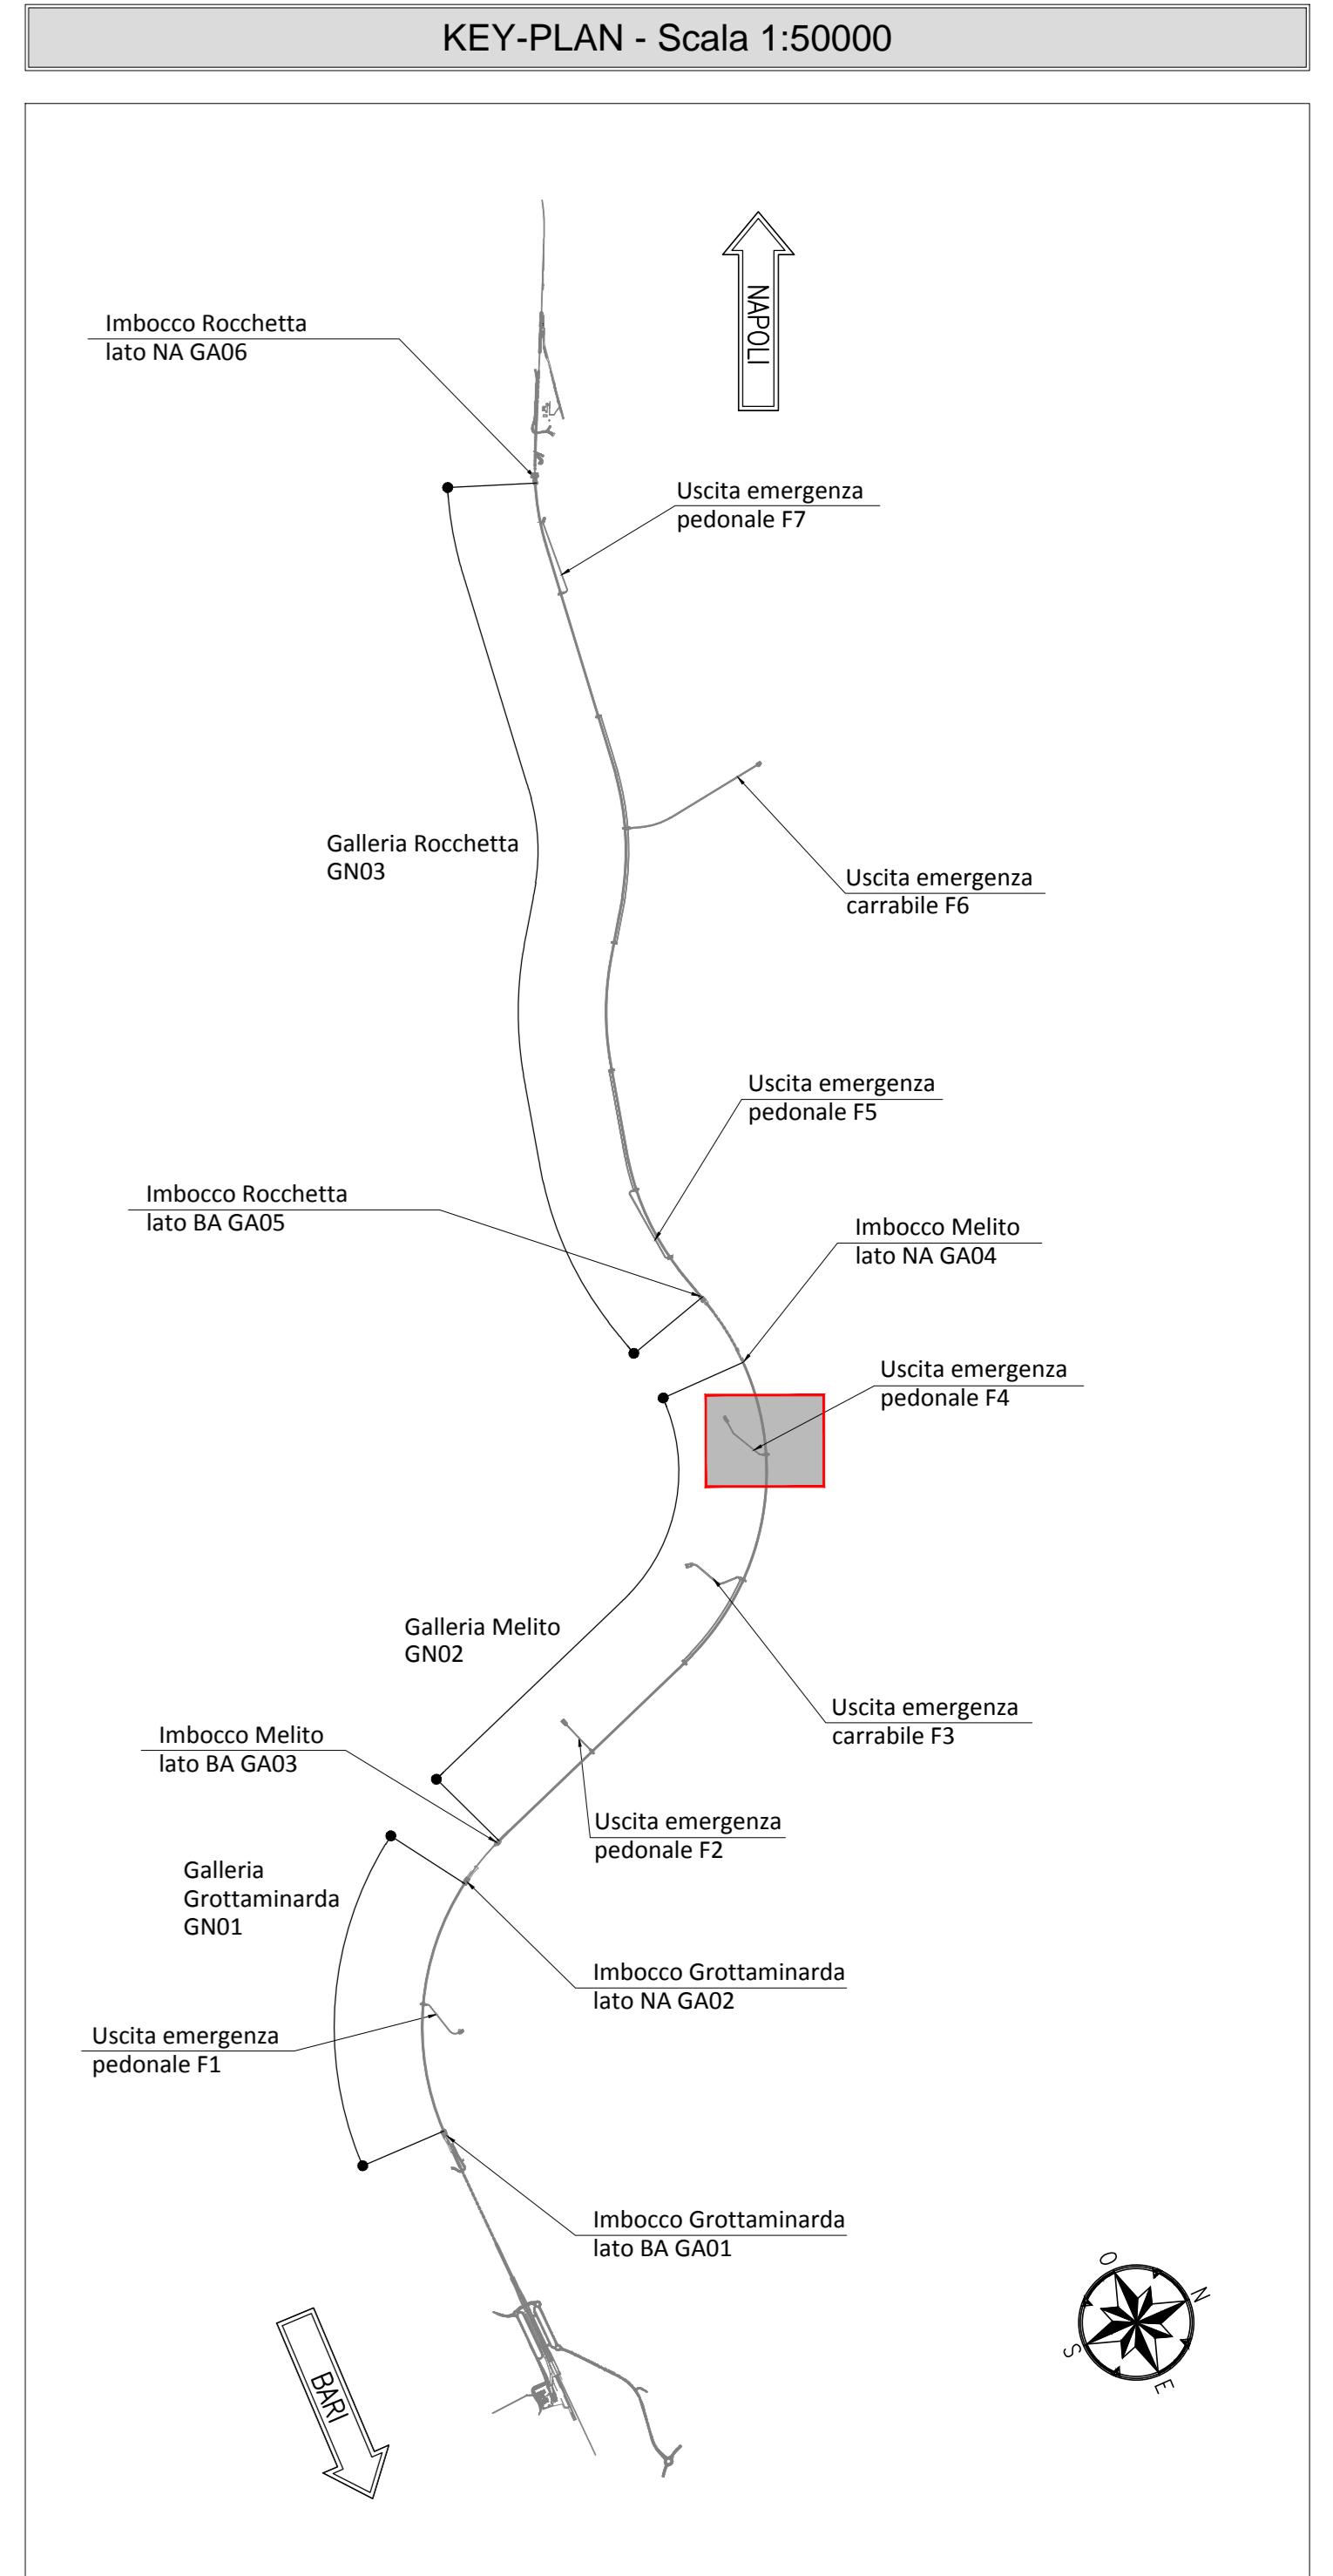 KEY-PLAN - Scala 1:50000
NAPOLI
Imbocco Rocchetta
lato NA GA06
Uscita emergenza
pedonale F7
Galleria Rocchetta
GN03
Uscita emergenza
carrabile F6
Uscita emergenza
pedonale F5
Imbocco Rocchetta
lato BA GA05
Imbocco Melito
lato NA GA04
Uscita emergenza
pedonale F4
Galleria Melito
GN02
Uscita emergenza
carrabile F3
Imbocco Melito
lato BA GA03
Uscita emergenza
pedonale F2
Galleria
Grottaminarda
GN01
Imbocco Grottaminarda
lato NA GA02
Uscita emergenza
pedonale F1
Imbocco Grottaminarda
lato BA GA01
O
N
S
E
BARI